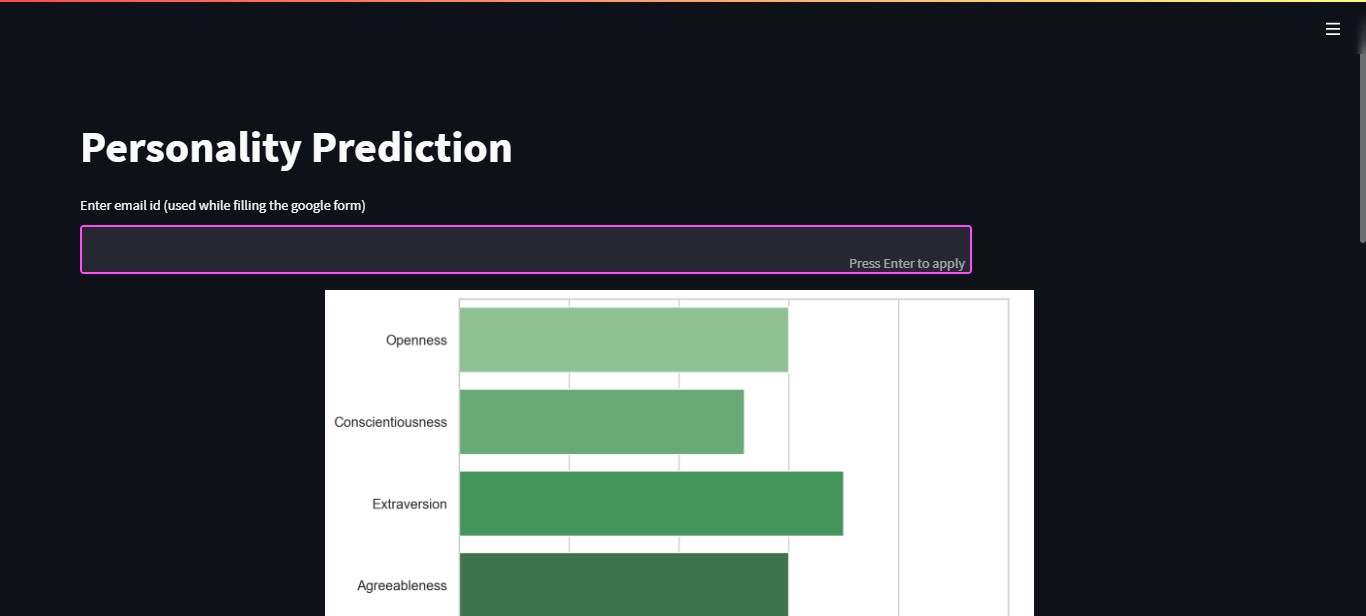 Personality Prediction
Enter email id (used while filling the google form)
Press Enter to apply
Openness
Conscientiousness
Extraversion
Agreeableness